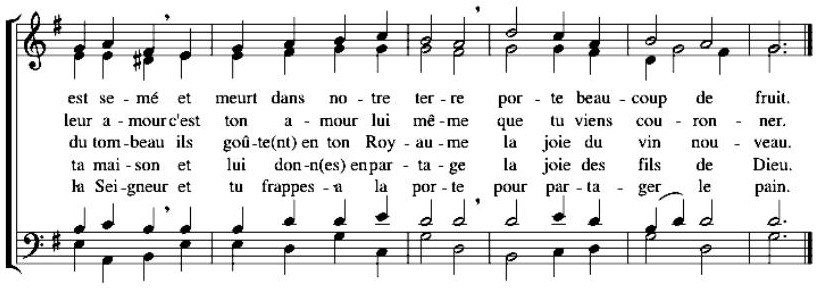 est se - mé et meurt dans no - tre ter - re por - te beau - coup de fruit.
leur a - mour c'est ton a - mour lui mê - me que tu viens cou - ron - ner.
du tom - beau ils goû - te(nt) en ton Roy - au - me la joie du vin nou - veau.
ta mai - son et lui don - n(es) en par - ta - ge la joie des fils de Dieu.
là Sei - gneur et tu frappes - a la por - te pour par - ta - ger le pain.